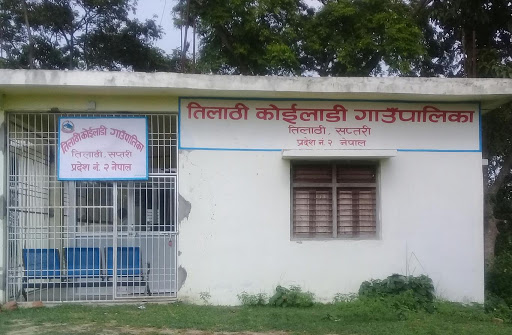 तिलाठी कोईलाडी गाउँपालिका
तिलाठी, सप्तरी
प्रदेश नं. २ नेपाल
तिलाठी कोईलाडी गाउँपालिका
तिलाठी, सप्तरी
प्रदेश नं. २ नेपाल